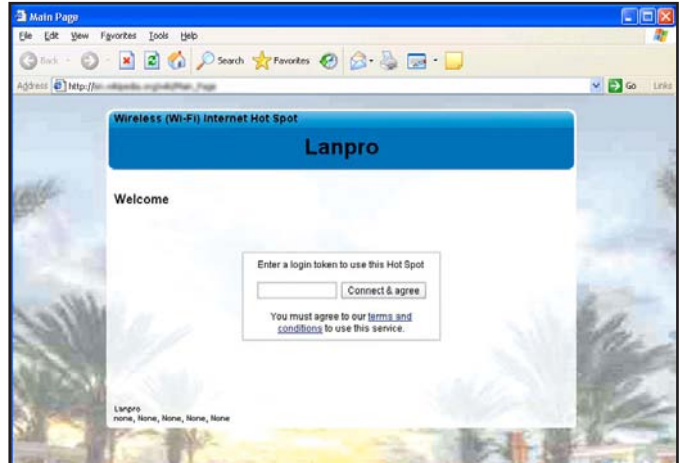 Main Page
File Edit View Favorites Tools Help
Back Search Favorites
Address http:// Go Links
Wireless (Wi-Fi) Internet Hot Spot
Lanpro
Welcome
Enter a login token to use this Hot Spot
Connect & agree
You must agree to our terms and
conditions to use this service.
Lanpro
none, None, None, None, None